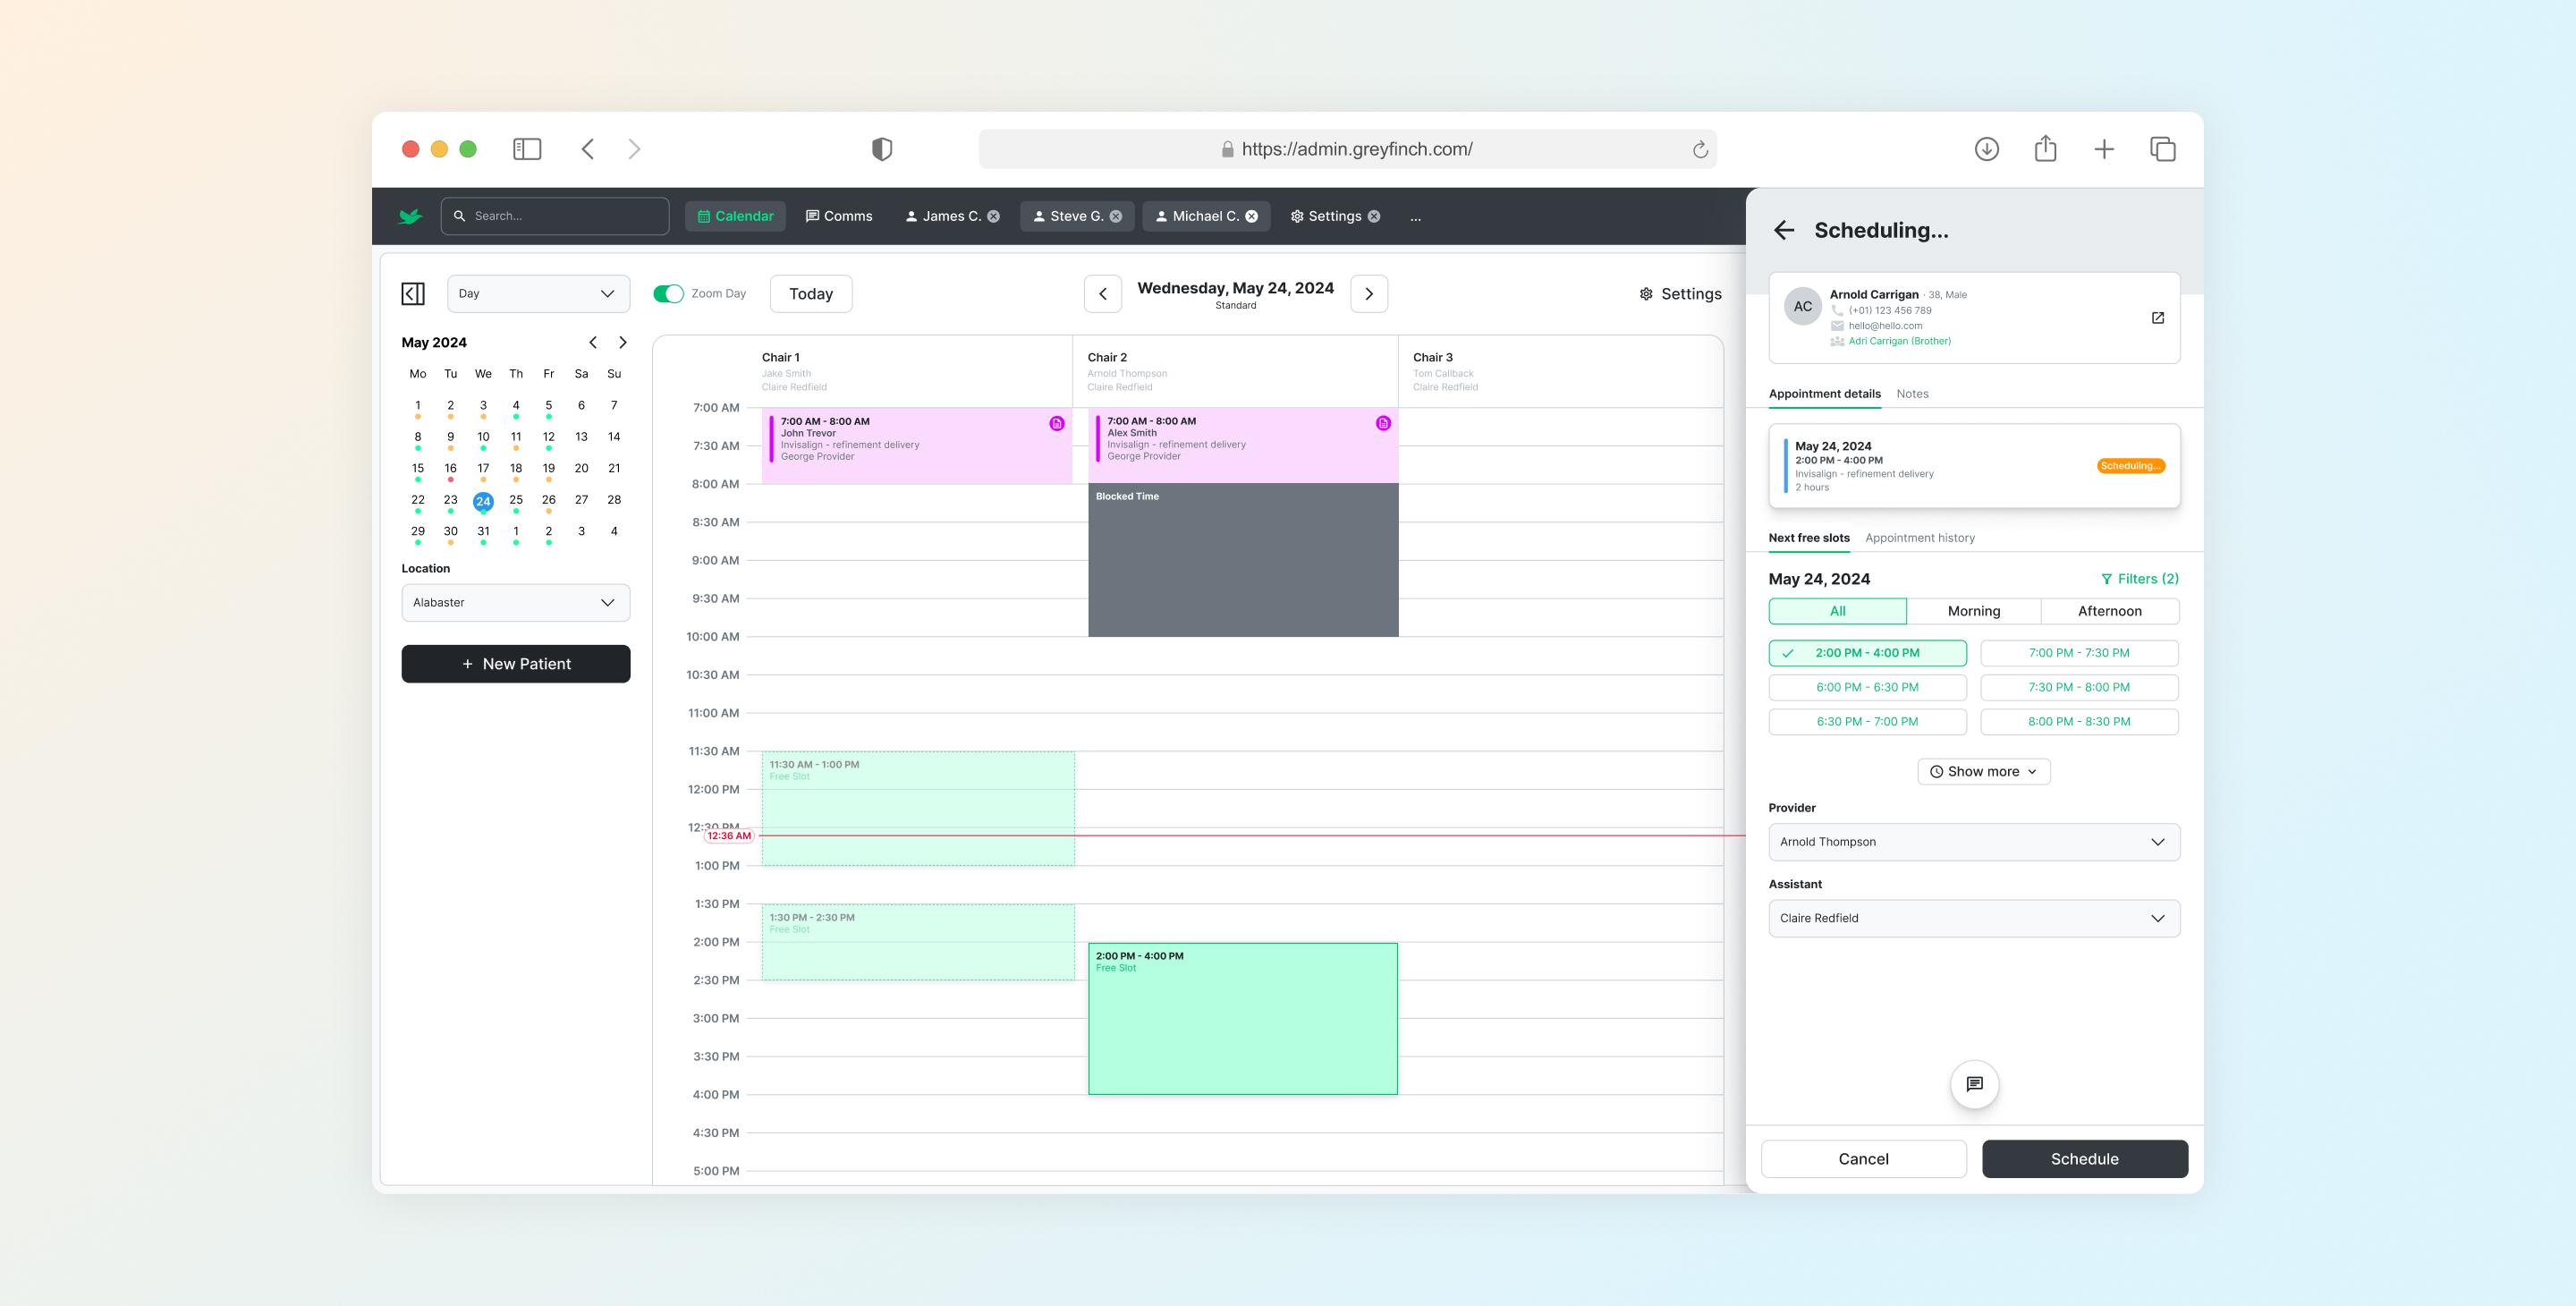 https://admin.greyfinch.com/
Search...
Calendar
Comms
James C.
Steve G.
Michael C.
Settings
...
Day
Zoom Day
Today
Wednesday, May 24, 2024
Standard
Settings
May 2024
Mo Tu We Th Fr Sa Su
1 2 3 4 5 6 7
8 9 10 11 12 13 14
15 16 17 18 19 20 21
22 23 24 25 26 27 28
29 30 31 1 2 3 4
Location
Alabaster
+ New Patient
Chair 1
Jake Smith
Claire Redfield
Chair 2
Arnold Thompson
Claire Redfield
Chair 3
Tom Callback
Claire Redfield
7:00 AM
7:30 AM
8:00 AM
8:30 AM
9:00 AM
9:30 AM
10:00 AM
10:30 AM
11:00 AM
11:30 AM
12:00 PM
12:30 PM
12:36 AM
1:00 PM
1:30 PM
2:00 PM
2:30 PM
3:00 PM
3:30 PM
4:00 PM
4:30 PM
5:00 PM
7:00 AM - 8:00 AM
John Trevor
Invisalign - refinement delivery
George Provider
7:00 AM - 8:00 AM
Alex Smith
Invisalign - refinement delivery
George Provider
Blocked Time
11:30 AM - 1:00 PM
Free Slot
1:30 PM - 2:30 PM
Free Slot
2:00 PM - 4:00 PM
Free Slot
Scheduling...
AC
Arnold Carrigan · 38, Male
(+01) 123 456 789
hello@hello.com
Adri Carrigan (Brother)
Appointment details
Notes
May 24, 2024
2:00 PM - 4:00 PM
Invisalign - refinement delivery
2 hours
Scheduling...
Next free slots
Appointment history
May 24, 2024
Filters (2)
All
Morning
Afternoon
2:00 PM - 4:00 PM
7:00 PM - 7:30 PM
6:00 PM - 6:30 PM
7:30 PM - 8:00 PM
6:30 PM - 7:00 PM
8:00 PM - 8:30 PM
Show more
Provider
Arnold Thompson
Assistant
Claire Redfield
Cancel
Schedule